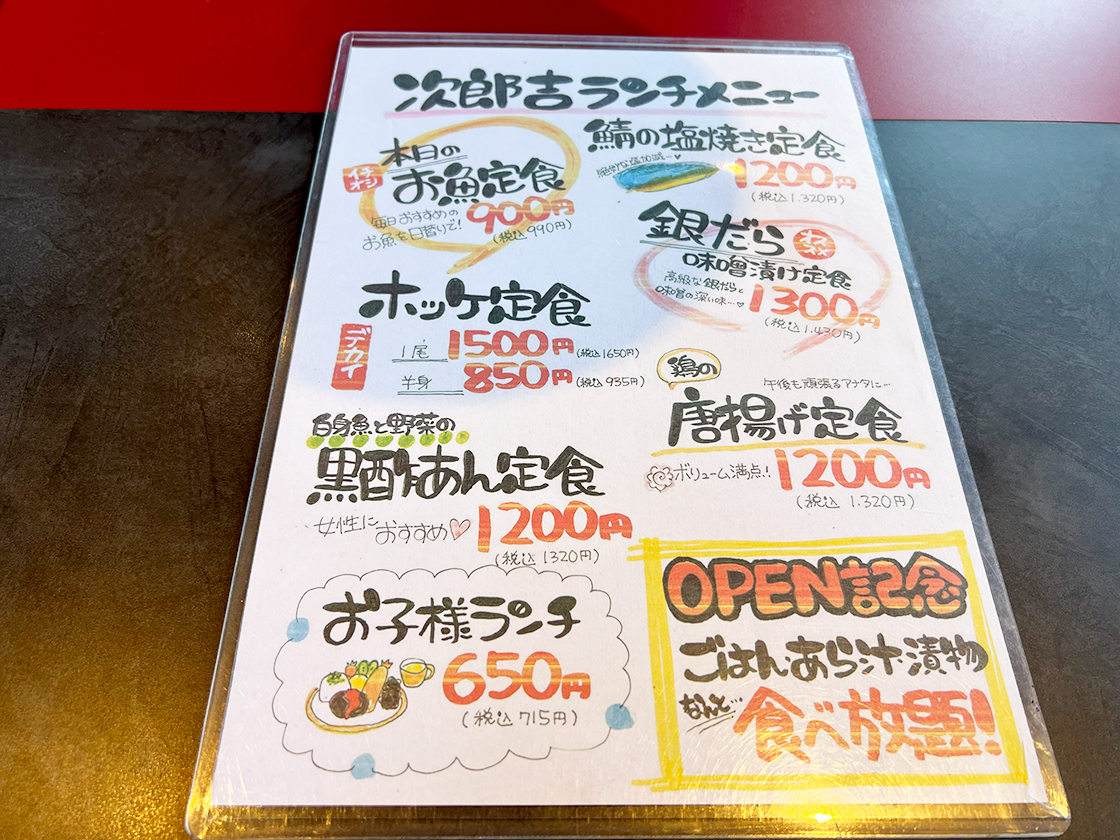 次郎吉ランチメニュー
イチ
オシ
本日の
お魚定食
毎日おすすめの
お魚を日替りで!
900円
(税込990円)
鯖の塩焼き定食
絶妙な塩加減…♥
1200円
(税込1.320円)
銀だら
オス
スメ
味噌漬け定食
高級な銀だらと
味噌の深い味…♥
1300円
(税込1.430円)
ホッケ定食
デカイ
1尾 1500円 (税込1650円)
半身 850円 (税込935円)
鶏の
午後も頑張るアナタに…
唐揚げ定食
ボリューム満点!! 1200円
(税込 1.320円)
白身魚と野菜の
黒酢あん定食
女性に
おすすめ♡
1200円
(税込1320円)
お子様ランチ
650円
(税込715円)
OPEN記念
ごはんあら汁漬物
なんと…
食べ放題!